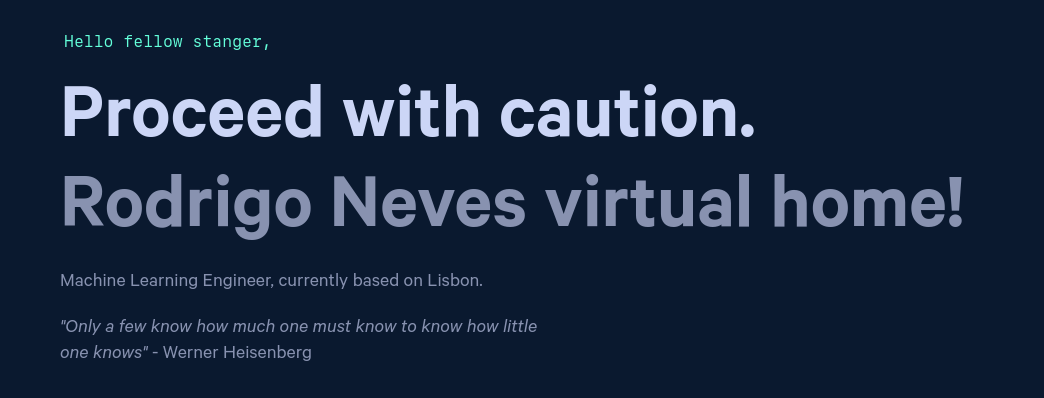 Hello fellow stanger,
Proceed with caution.
Rodrigo Neves virtual home!
Machine Learning Engineer, currently based on Lisbon.
"Only a few know how much one must know to know how little
one knows" - Werner Heisenberg